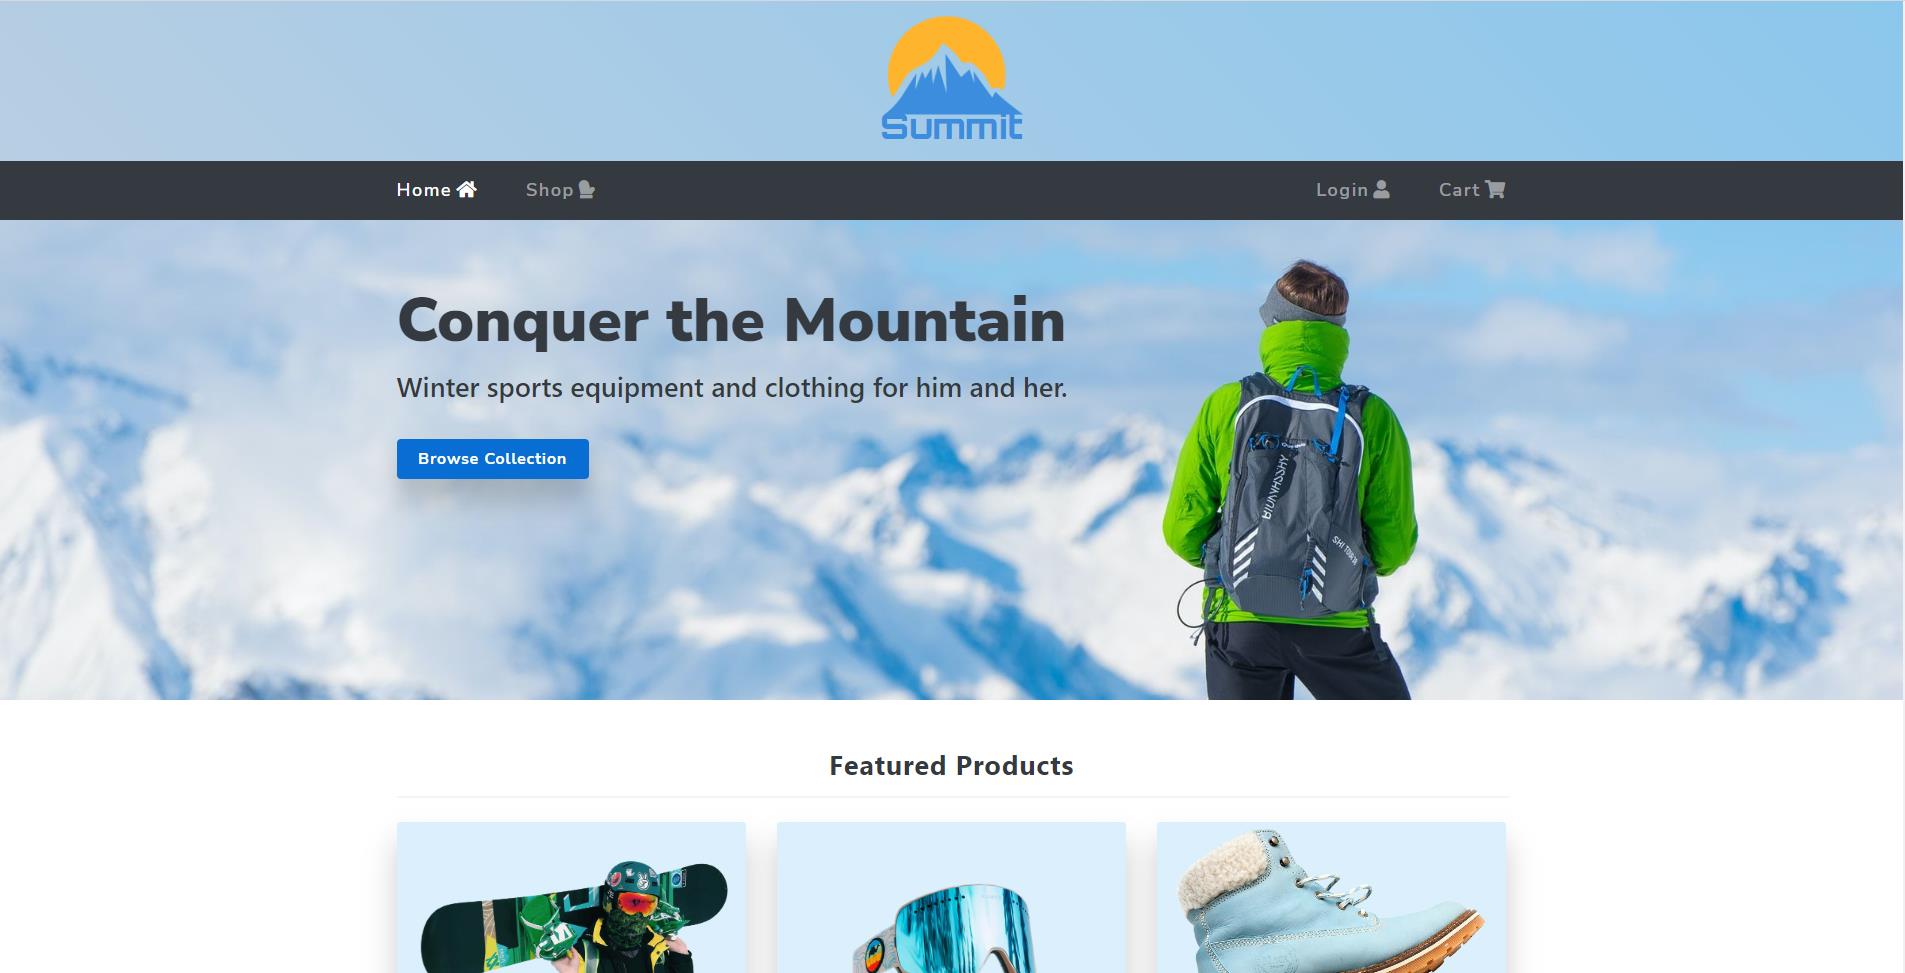 Summit
Home
Shop
Login
Cart
Conquer the Mountain
Winter sports equipment and clothing for him and her.
Browse Collection
Featured Products